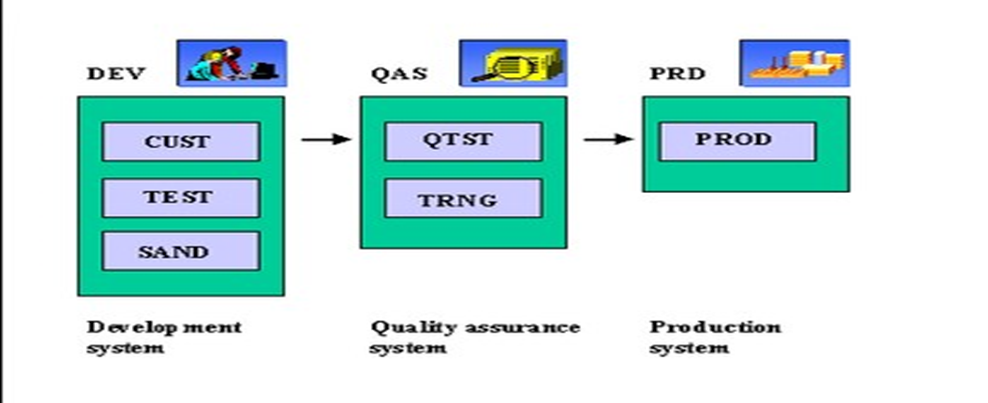 DEV
QAS
PRD
CUST
QTST
PROD
TEST
TRNG
SAND
Development
system
Quality assurance
system
Production
system